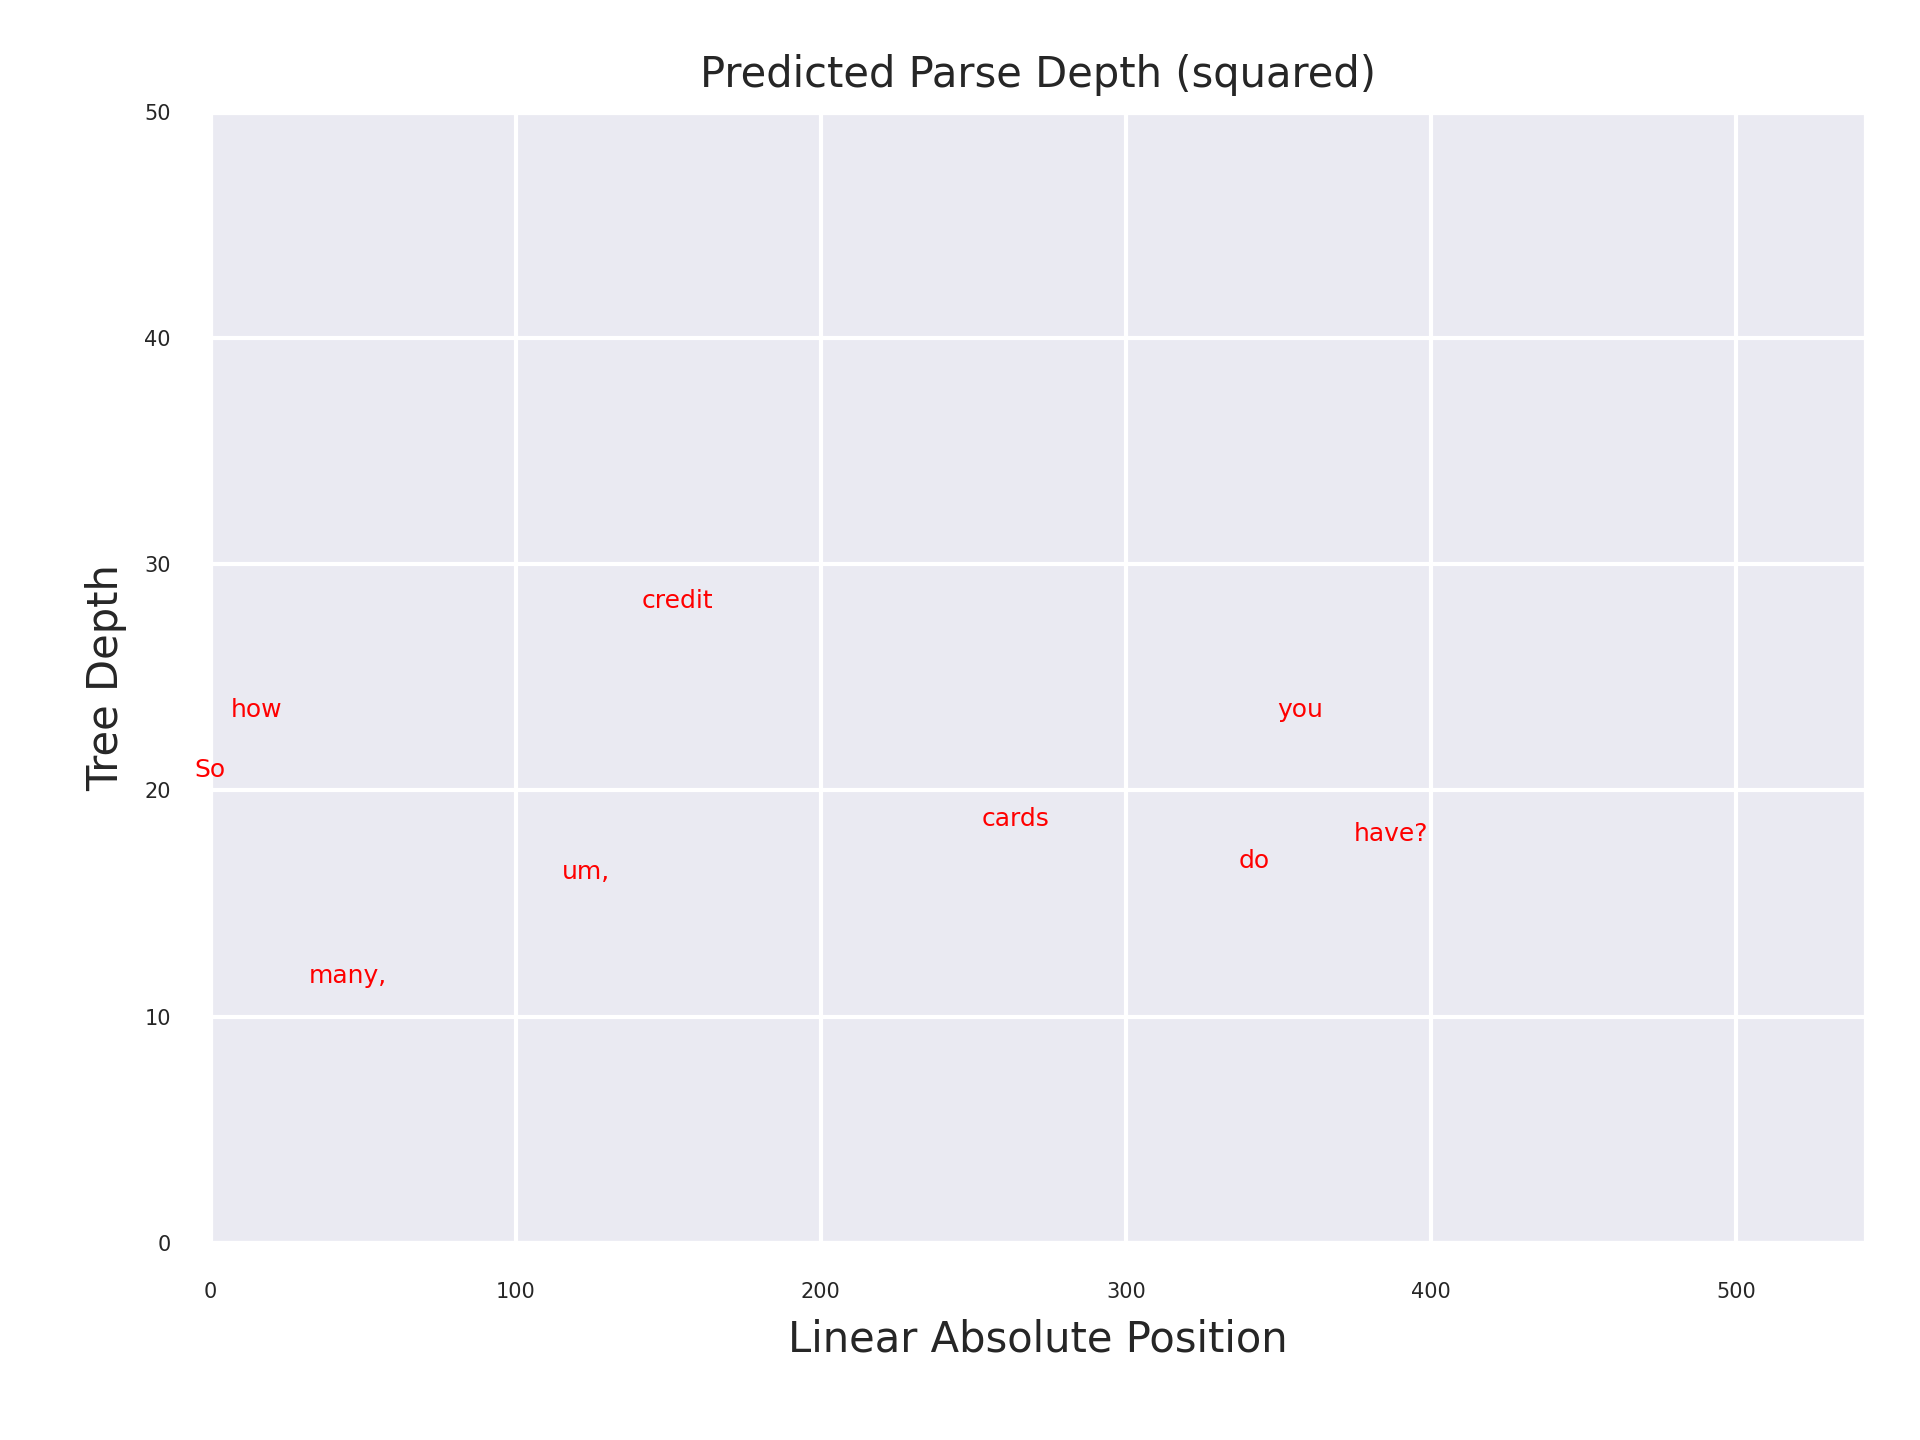 Predicted Parse Depth (squared)
50
40
30
20
10
0
Tree Depth
credit
how
you
So
cards
have?
do
um,
many,
0 100 200 300 400 500
Linear Absolute Position